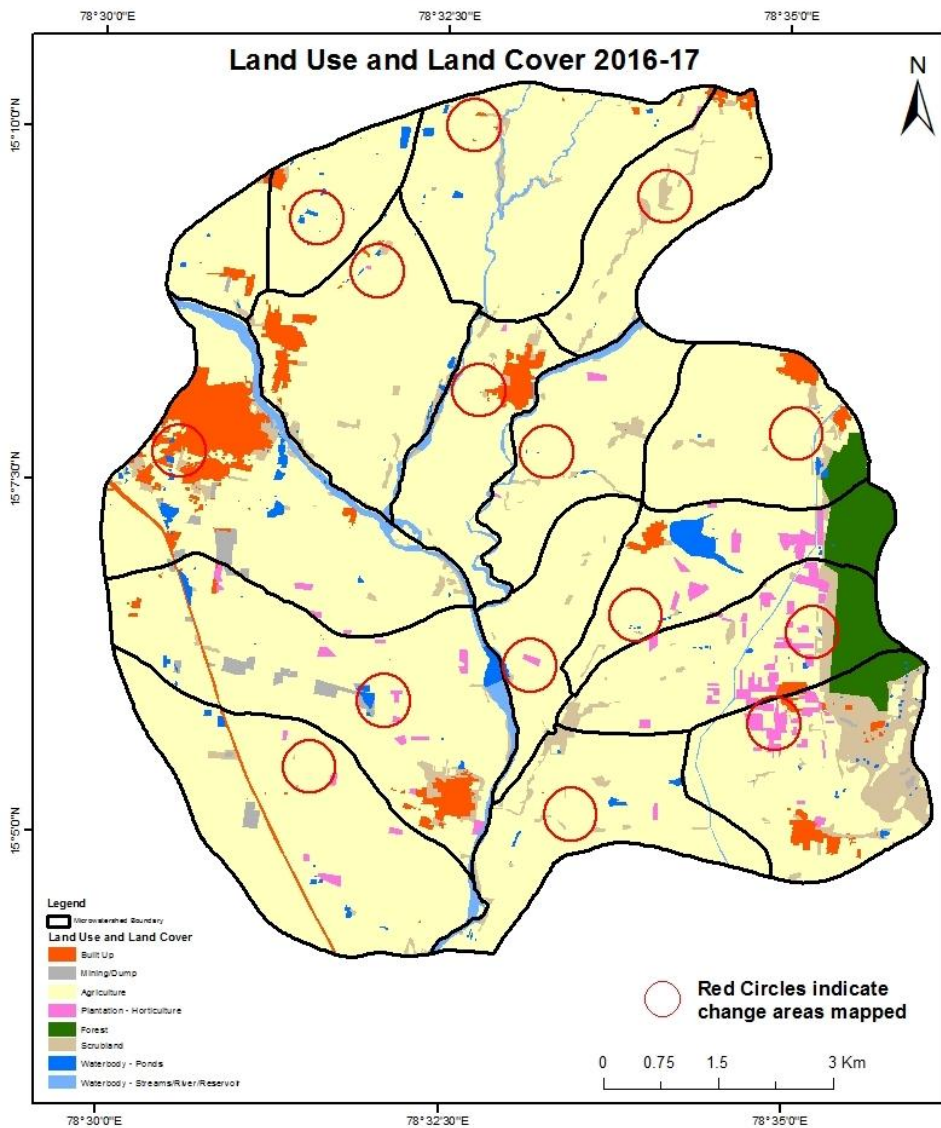 78°30'0"E 78°32'30"E 78°35'0"E
Land Use and Land Cover 2016-17
N
15°10'0"N
15°7'30"N
15°5'0"N
Legend
Microwatershed Boundary
Land Use and Land Cover
Built Up
Mining/Dump
Agriculture
Plantation - Horticulture
Forest
Scrubland
Waterbody - Ponds
Waterbody - Streams/River/Reservoir
Red Circles indicate
change areas mapped
0 0.75 1.5 3 Km
78°30'0"E 78°32'30"E 78°35'0"E